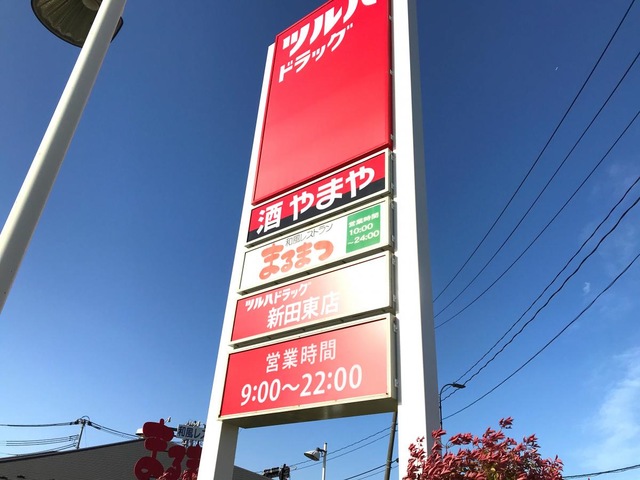 ツルハ
ドラッグ
酒 やまや
和風レストラン
まるまつ
営業時間
10:00
〜24:00
ツルハドラッグ
新田東店
営業時間
9:00〜22:00